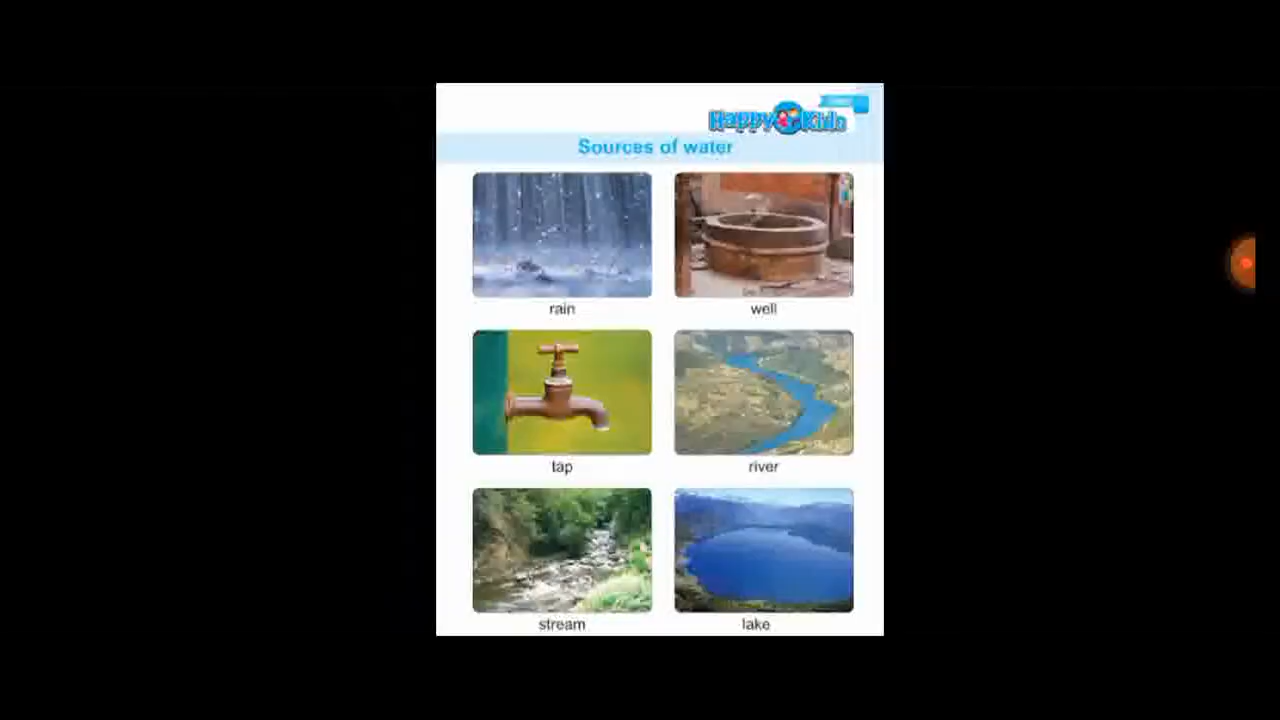 Happy Kids
Sources of water
rain
well
tap
river
stream
lake